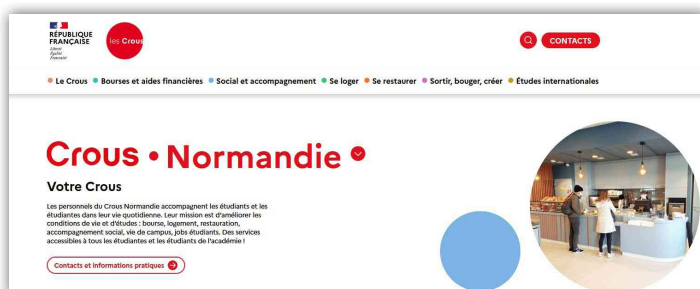 RÉPUBLIQUE
FRANÇAISE
Liberté
Égalité
Fraternité
les Crous
CONTACTS
Le Crous Bourses et aides financières Social et accompagnement Se loger Se restaurer Sortir, bouger, créer Études internationales
Crous • Normandie
Votre Crous
Les personnels du Crous Normandie accompagnent les étudiants et les
étudiantes dans leur vie quotidienne. Leur mission est d'améliorer les
conditions de vie et d'études : bourse, logement, restauration,
accompagnement social, vie de campus, jobs étudiants. Des services
accessibles à tous les étudiantes et les étudiants de l'académie !
Contacts et informations pratiques